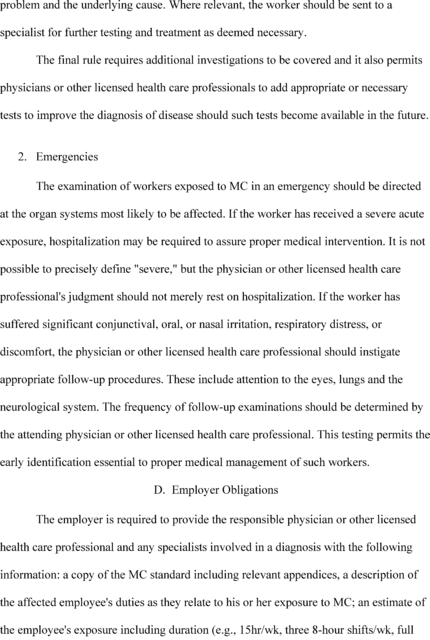 problem and the underlying cause. Where relevant, the worker should be sent to a
specialist for further testing and treatment as deemed necessary.
The final rule requires additional investigations to be covered and it also permits
physicians or other licensed health care professionals to add appropriate or necessary
tests to improve the diagnosis of disease should such tests become available in the future.
2. Emergencies
The examination of workers exposed to MC in an emergency should be directed
at the organ systems most likely to be affected. If the worker has received a severe acute
exposure, hospitalization may be required to assure proper medical intervention. It is not
possible to precisely define "severe," but the physician or other licensed health care
professional's judgment should not merely rest on hospitalization. If the worker has
suffered significant conjunctival, oral, or nasal irritation, respiratory distress, or
discomfort, the physician or other licensed health care professional should instigate
appropriate follow-up procedures. These include attention to the eyes, lungs and the
neurological system. The frequency of follow-up examinations should be determined by
the attending physician or other licensed health care professional. This testing permits the
early identification essential to proper medical management of such workers.
D. Employer Obligations
The employer is required to provide the responsible physician or other licensed
health care professional and any specialists involved in a diagnosis with the following
information: a copy of the MC standard including relevant appendices, a description of
the affected employee's duties as they relate to his or her exposure to MC; an estimate of
the employee's exposure including duration (e.g., 15hr/wk, three 8-hour shifts/wk, full